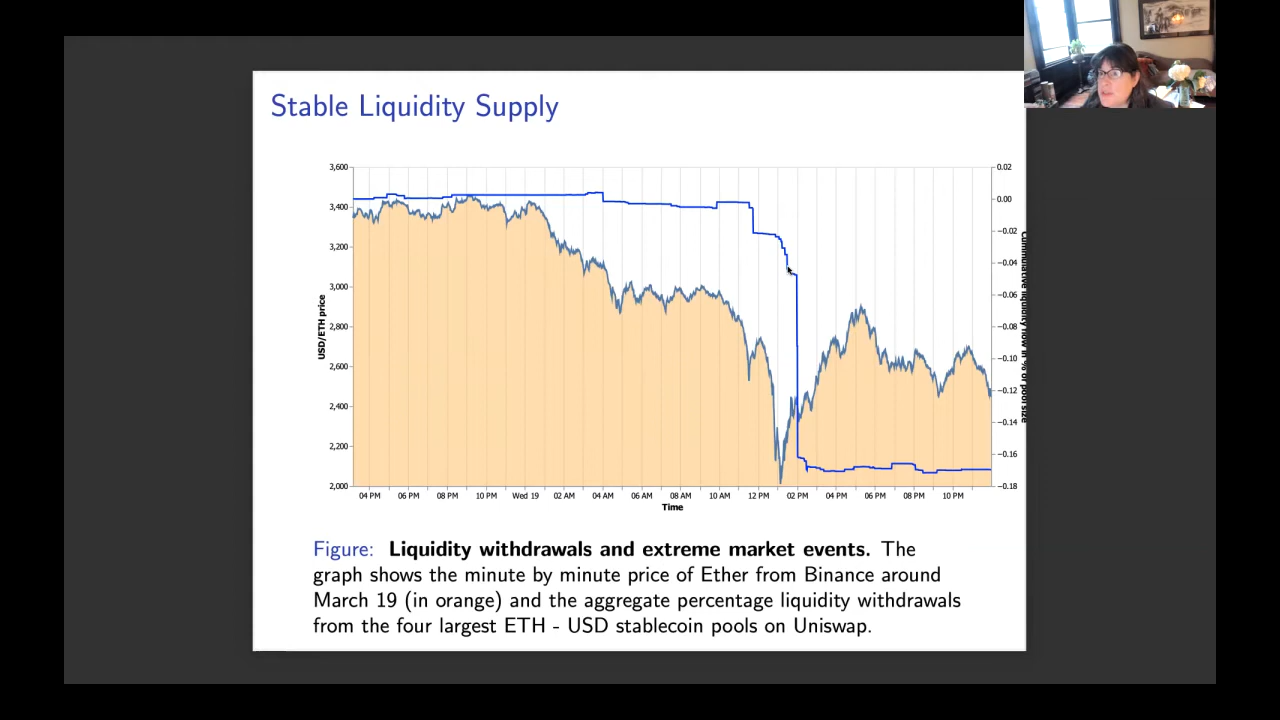 Stable Liquidity Supply
3,600
3,400
3,200
3,000
2,800
2,600
2,400
2,200
2,000
USD/ETH price
0.02
0.00
−0.02
−0.04
−0.06
−0.08
−0.10
−0.12
−0.14
−0.16
−0.18
04 PM 06 PM 08 PM 10 PM Wed 19 02 AM 04 AM 06 AM 08 AM 10 AM 12 PM 02 PM 04 PM 06 PM 08 PM 10 PM
Time
Figure: Liquidity withdrawals and extreme market events. The
graph shows the minute by minute price of Ether from Binance around
March 19 (in orange) and the aggregate percentage liquidity withdrawals
from the four largest ETH - USD stablecoin pools on Uniswap.